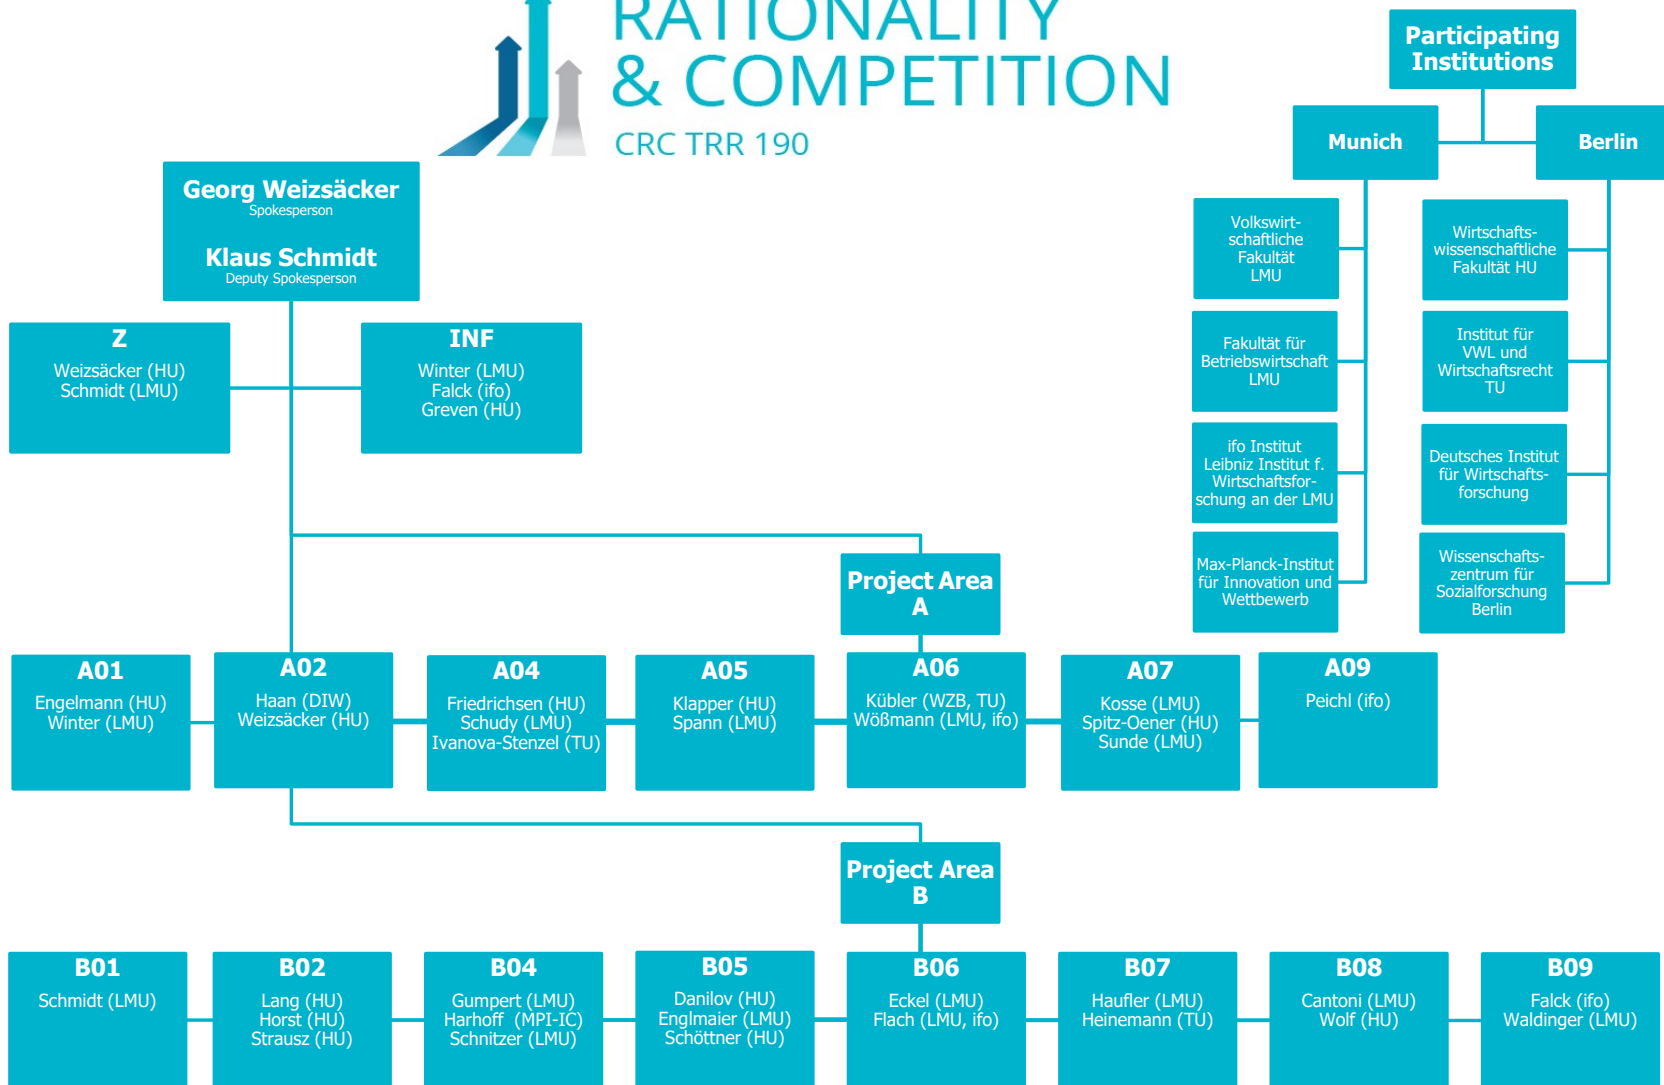 RATIONALITY
& COMPETITION
CRC TRR 190
Participating
Institutions
Munich
Berlin
Volkswirt-
schaftliche
Fakultät
LMU
Wirtschafts-
wissenschaftliche
Fakultät HU
Fakultät für
Betriebswirtschaft
LMU
Institut für
VWL und
Wirtschaftsrecht
TU
ifo Institut
Leibniz Institut f.
Wirtschaftsfor-
schung an der LMU
Deutsches Institut
für Wirtschafts-
forschung
Max-Planck-Institut
für Innovation und
Wettbewerb
Wissenschafts-
zentrum für
Sozialforschung
Berlin
Georg Weizsäcker
Spokesperson
Klaus Schmidt
Deputy Spokesperson
Z
Weizsäcker (HU)
Schmidt (LMU)
INF
Winter (LMU)
Falck (ifo)
Greven (HU)
Project Area
A
A01
Engelmann (HU)
Winter (LMU)
A02
Haan (DIW)
Weizsäcker (HU)
A04
Friedrichsen (HU)
Schudy (LMU)
Ivanova-Stenzel (TU)
A05
Klapper (HU)
Spann (LMU)
A06
Kübler (WZB, TU)
Wößmann (LMU, ifo)
A07
Kosse (LMU)
Spitz-Oener (HU)
Sunde (LMU)
A09
Peichl (ifo)
Project Area
B
B01
Schmidt (LMU)
B02
Lang (HU)
Horst (HU)
Strausz (HU)
B04
Gumpert (LMU)
Harhoff (MPI-IC)
Schnitzer (LMU)
B05
Danilov (HU)
Englmaier (LMU)
Schöttner (HU)
B06
Eckel (LMU)
Flach (LMU, ifo)
B07
Haufler (LMU)
Heinemann (TU)
B08
Cantoni (LMU)
Wolf (HU)
B09
Falck (ifo)
Waldinger (LMU)